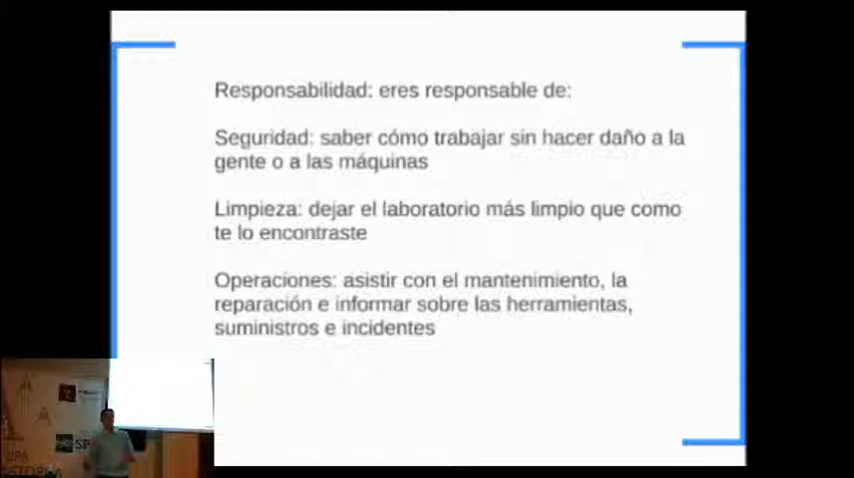 Responsabilidad: eres responsable de:
Seguridad: saber cómo trabajar sin hacer daño a la
gente o a las máquinas
Limpieza: dejar el laboratorio más limpio que como
te lo encontraste
Operaciones: asistir con el mantenimiento, la
reparación e informar sobre las herramientas,
suministros e incidentes